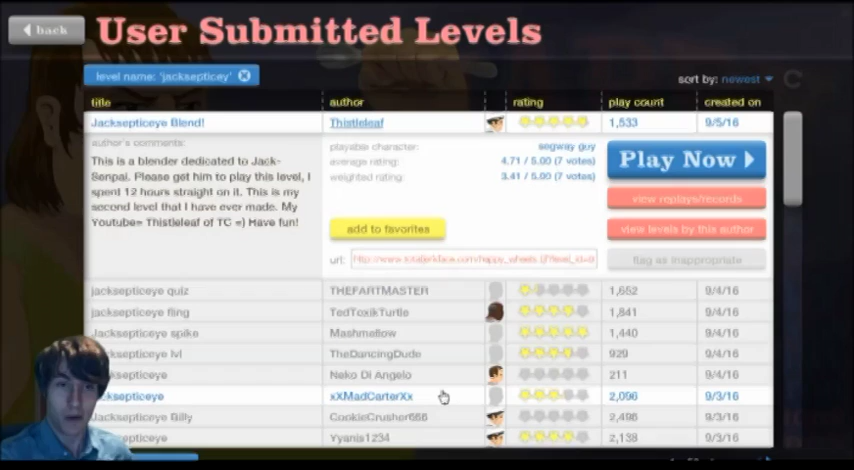 back
User Submitted Levels
level name: 'jacksepticey'
sort by: newest
title author rating play count created on
Jacksepticeye Blend! Thistleleaf 1,533 9/5/16
author's comments:
This is a blender dedicated to Jack-
Senpai. Please get him to play this level, I
spent 12 hours straight on it. This is my
second level that I have ever made. My
Youtube= Thistleleaf of TC =) Have fun!
playable character: segway guy
average rating: 4.71 / 5.00 (7 votes)
weighted rating: 3.41 / 5.00 (7 votes)
add to favorites
url:
Play Now
view replays/records
view levels by this author
flag as inappropriate
jacksepticeye quiz THEFARTMASTER 1,652 9/4/16
jacksepticeye fling TedToxikTurtle 1,841 9/4/16
Jacksepticeye spike Mashmellow 1,440 9/4/16
jacksepticeye lvl TheDancingDude 929 9/4/16
Neko Di Angelo 211 9/4/16
xXMadCarterXx 2,096 9/3/16
CookieCrusher666 2,496 9/3/16
Yyanis1234 2,138 9/3/16